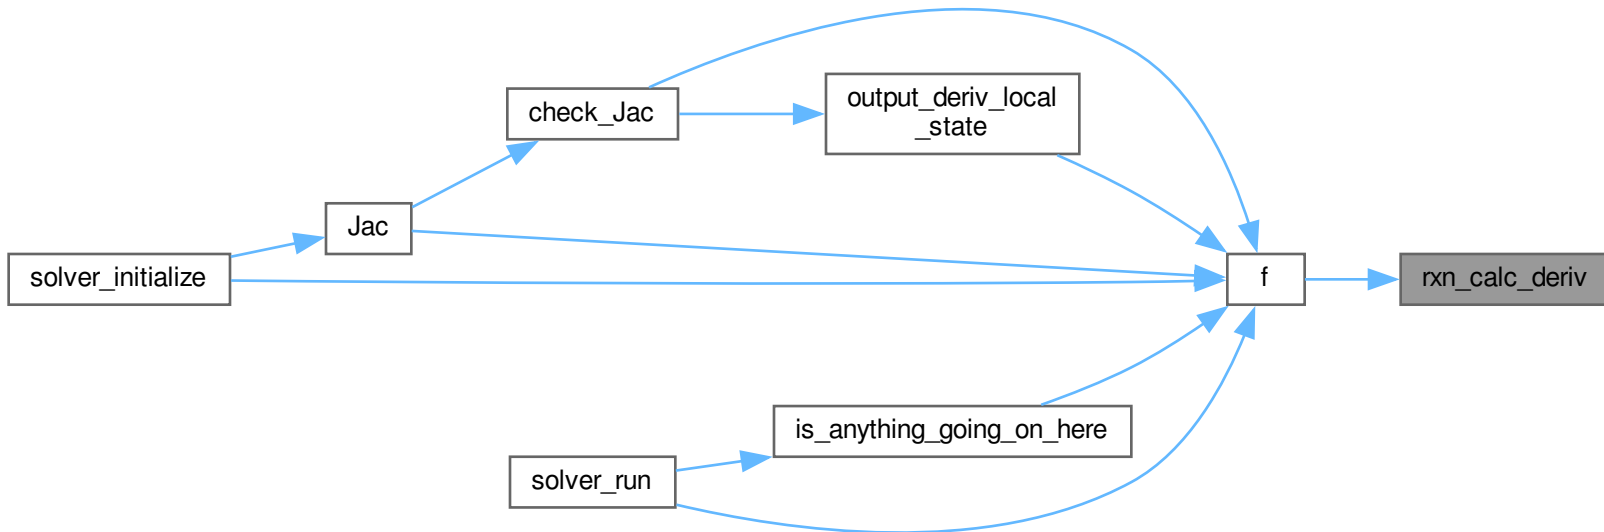 output_deriv_local
_state
check_Jac
Jac
solver_initialize
f
rxn_calc_deriv
is_anything_going_on_here
solver_run